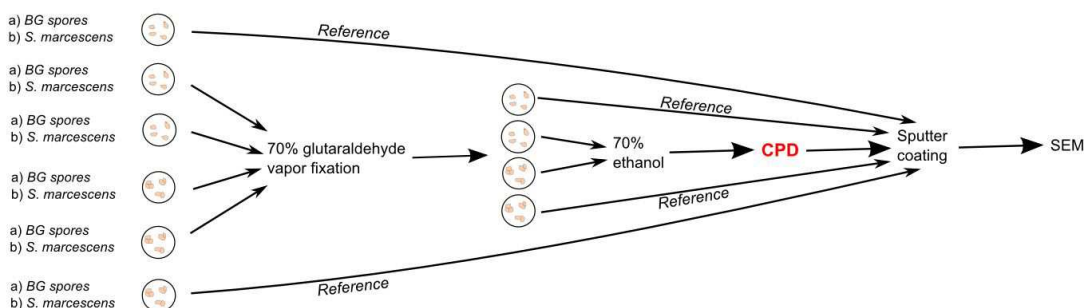 a) BG spores
b) S. marcescens
Reference
a) BG spores
b) S. marcescens
a) BG spores
b) S. marcescens
70% glutaraldehyde
vapor fixation
Reference
70%
ethanol
CPD
Sputter
coating
SEM
a) BG spores
b) S. marcescens
Reference
a) BG spores
b) S. marcescens
a) BG spores
b) S. marcescens
Reference